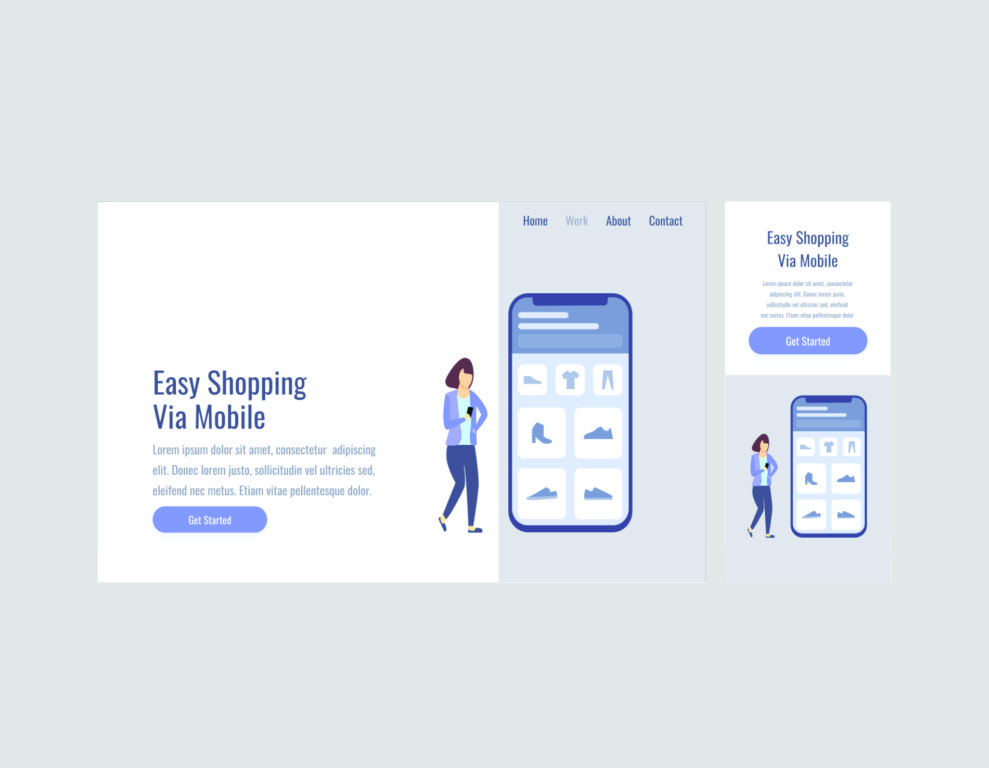 Home Work About Contact
Easy Shopping
Via Mobile
Lorem ipsum dolor sit amet, consectetur adipiscing
elit. Donec lorem justo, sollicitudin vel ultricies sed,
eleifend nec metus. Etiam vitae pellentesque dolor.
Get Started
Easy Shopping
Via Mobile
Lorem ipsum dolor sit amet, consectetur
adipiscing elit. Donec lorem justo,
sollicitudin vel ultricies sed, eleifend
nec metus. Etiam vitae pellentesque dolor.
Get Started